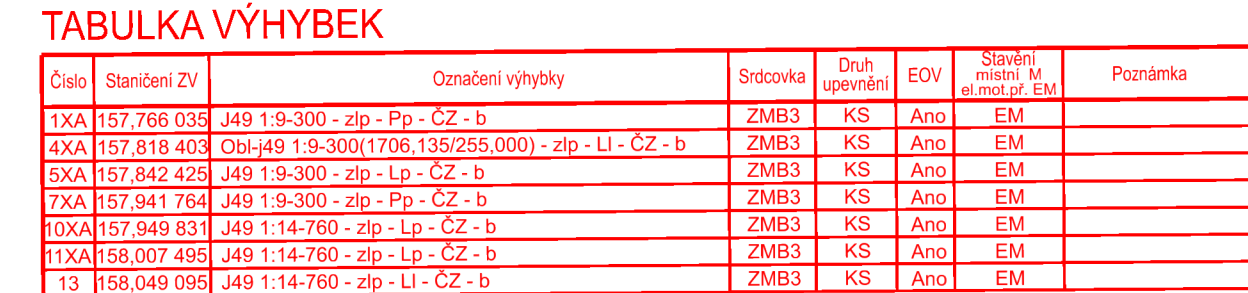 TABULKA VÝHYBEK
Číslo Staničení ZV Označení výhybky Srdcovka Druh upevnění EOV Stavění místní M el.mot.př. EM Poznámka
1XA 157,766 035 J49 1:9-300 - zlp - Pp - ČZ - b ZMB3 KS Ano EM
4XA 157,818 403 Obl-j49 1:9-300(1706,135/255,000) - zlp - Ll - ČZ - b ZMB3 KS Ano EM
5XA 157,842 425 J49 1:9-300 - zlp - Lp - ČZ - b ZMB3 KS Ano EM
7XA 157,941 764 J49 1:9-300 - zlp - Pp - ČZ - b ZMB3 KS Ano EM
10XA 157,949 831 J49 1:14-760 - zlp - Lp - ČZ - b ZMB3 KS Ano EM
11XA 158,007 495 J49 1:14-760 - zlp - Lp - ČZ - b ZMB3 KS Ano EM
13 158,049 095 J49 1:14-760 - zlp - Ll - ČZ - b ZMB3 KS Ano EM